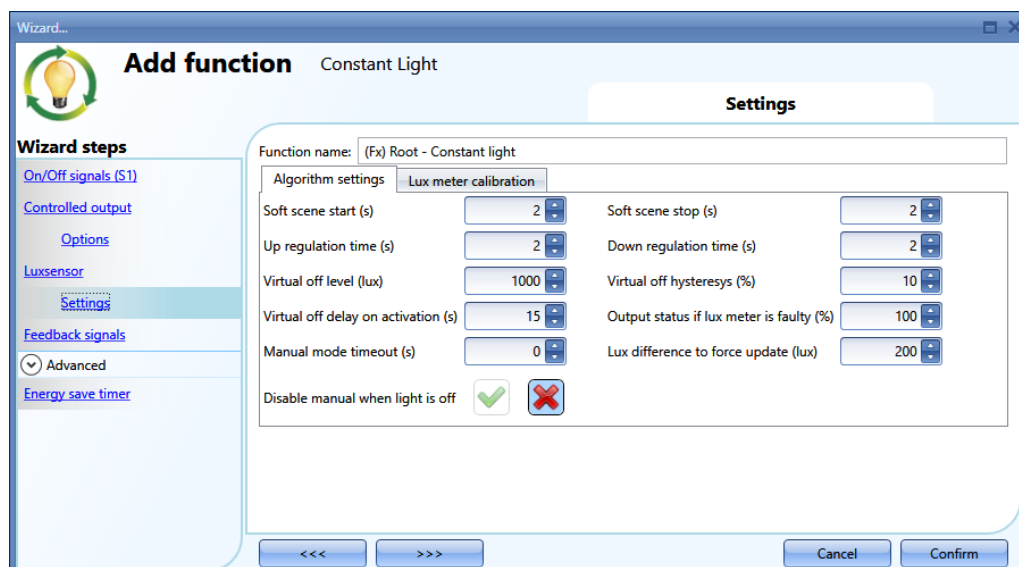 Wizard...
Add function Constant Light
Settings
Wizard steps
On/Off signals (S1)
Controlled output
Options
Luxsensor
Settings
Feedback signals
Advanced
Energy save timer
Function name: (Fx) Root - Constant light
Algorithm settings Lux meter calibration
Soft scene start (s) 2 Soft scene stop (s) 2
Up regulation time (s) 2 Down regulation time (s) 2
Virtual off level (lux) 1000 Virtual off hysteresys (%) 10
Virtual off delay on activation (s) 15 Output status if lux meter is faulty (%) 100
Manual mode timeout (s) 0 Lux difference to force update (lux) 200
Disable manual when light is off
<<< >>> Cancel Confirm